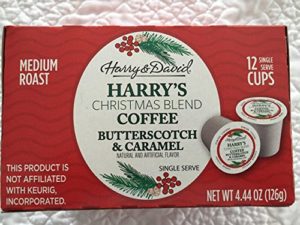 MEDIUM
ROAST
Harry & David
HARRY'S
CHRISTMAS BLEND
COFFEE
BUTTERSCOTCH
& CARAMEL
NATURAL AND ARTIFICIAL FLAVOR
SINGLE SERVE
12 SINGLE
SERVE
CUPS
THIS PRODUCT IS
NOT AFFILIATED
WITH KEURIG,
INCORPORATED.
HARRY'S
COFFEE
NET WT 4.44 OZ (126g)